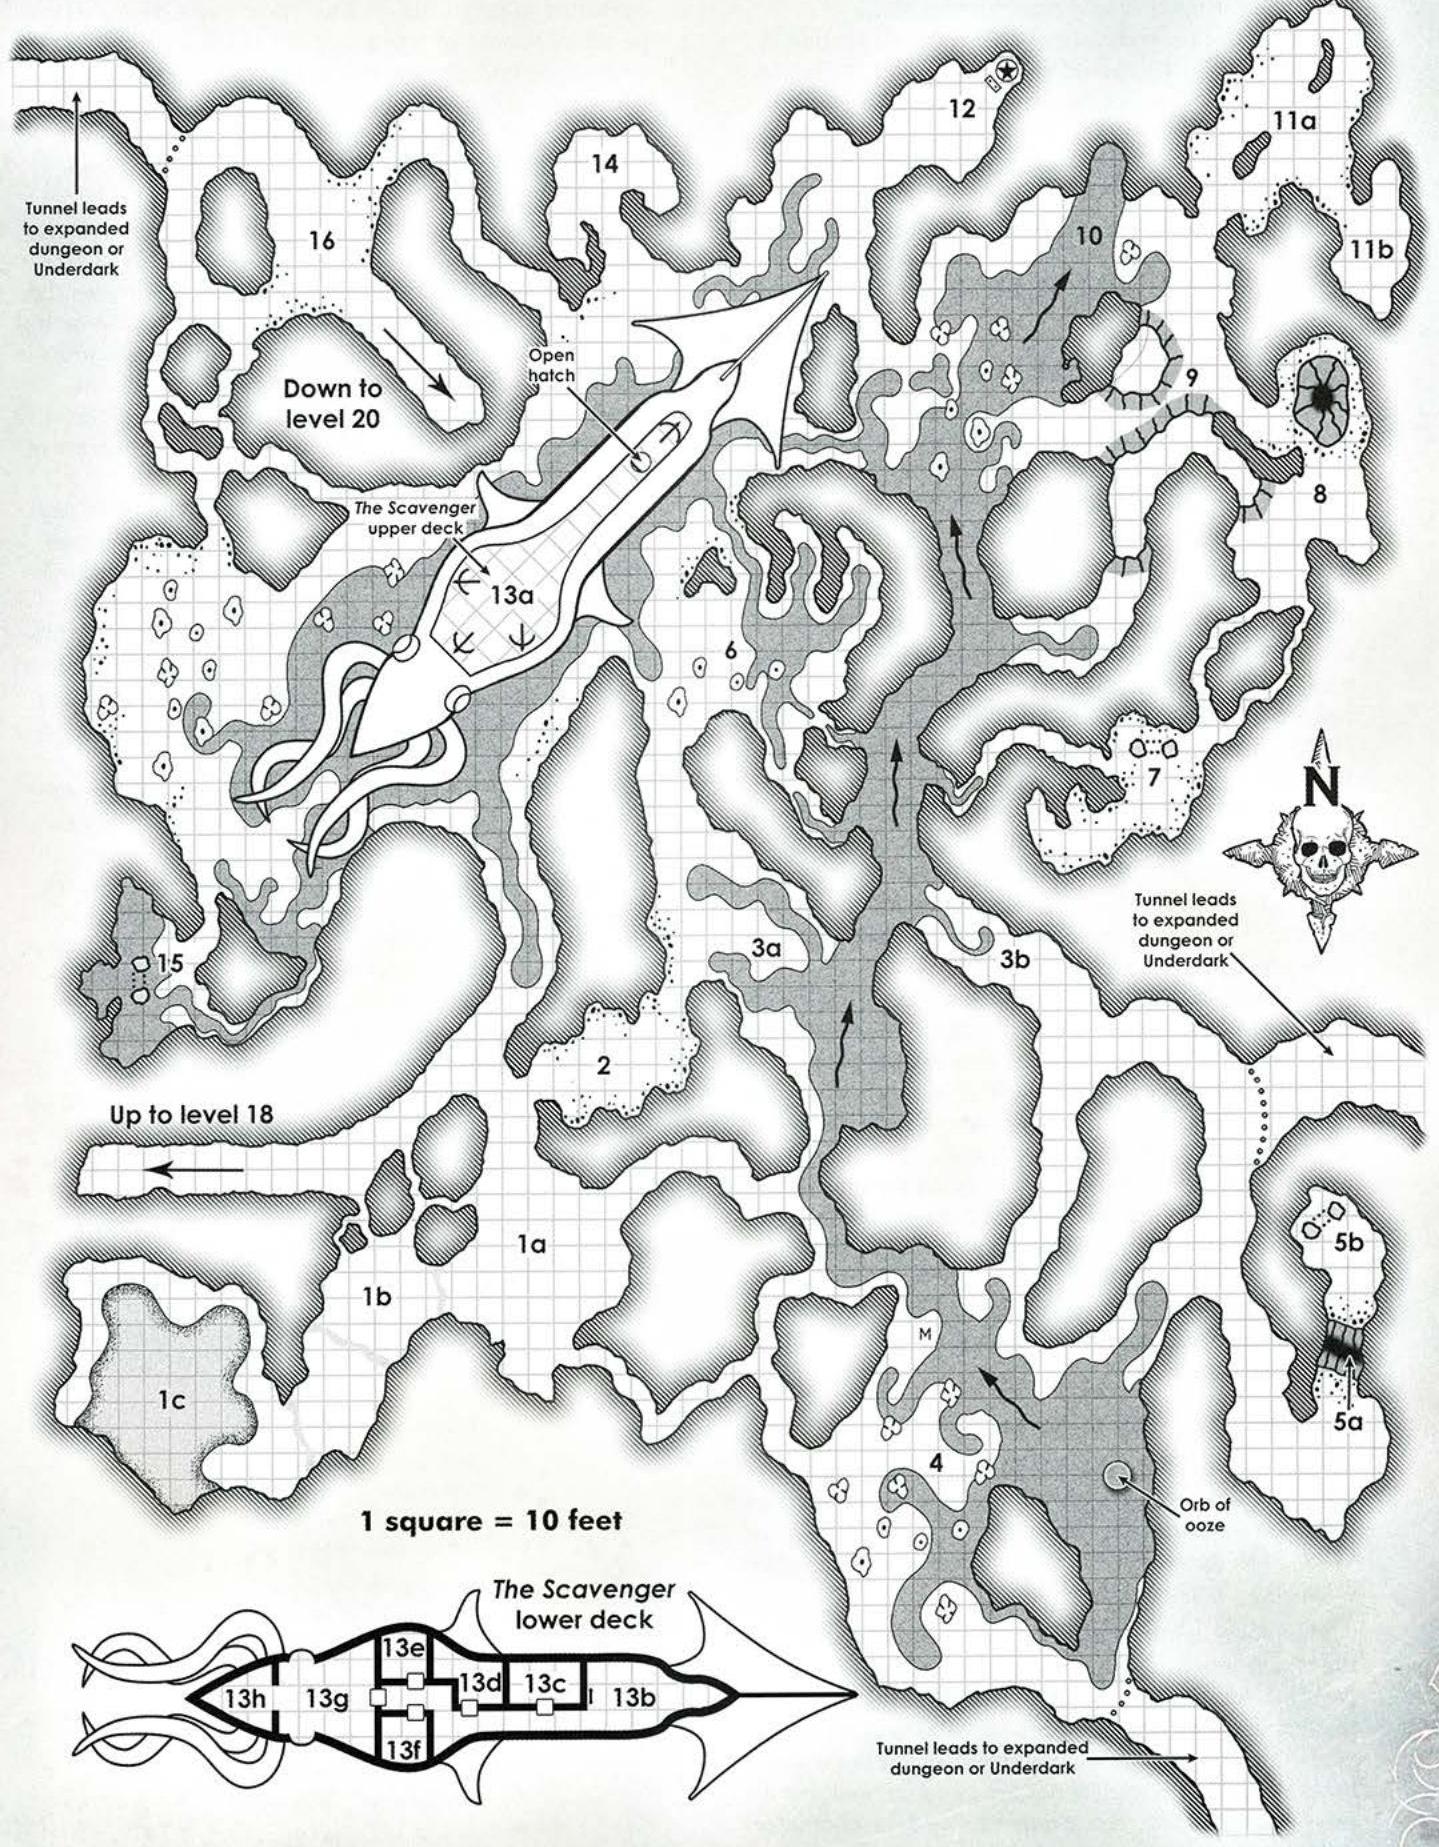 12
11a
14
Tunnel leads
to expanded
dungeon or
Underdark
16
10
11b
Open
hatch
9
Down to
level 20
8
The Scavenger
upper deck
13a
6
7
N
Tunnel leads
to expanded
dungeon or
Underdark
3a
3b
15
2
Up to level 18
1a
5b
1b
M
1c
5a
4
Orb of
ooze
1 square = 10 feet
The Scavenger
lower deck
13e
13d
13c
13h
13g
13b
13f
Tunnel leads to expanded
dungeon or Underdark